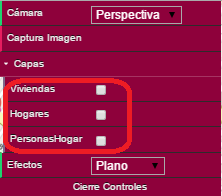 Cámara Perspectiva
Captura Imagen
Capas
Viviendas
Hogares
PersonasHogar
Efectos Plano
Cierre Controles